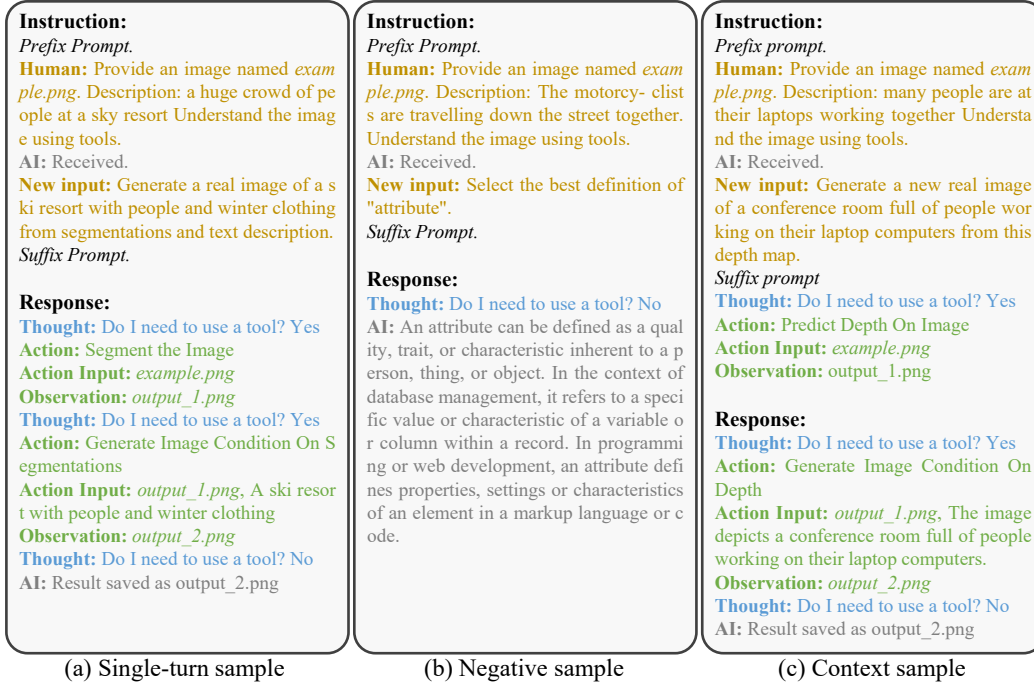 Instruction:
Prefix Prompt.
Human: Provide an image named exam
ple.png. Description: a huge crowd of pe
ople at a sky resort Understand the imag
e using tools.
AI: Received.
New input: Generate a real image of a s
ki resort with people and winter clothing
from segmentations and text description.
Suffix Prompt.
Response:
Thought: Do I need to use a tool? Yes
Action: Segment the Image
Action Input: example.png
Observation: output_1.png
Thought: Do I need to use a tool? Yes
Action: Generate Image Condition On S
egmentations
Action Input: output_1.png, A ski resor
t with people and winter clothing
Observation: output_2.png
Thought: Do I need to use a tool? No
AI: Result saved as output_2.png
(a) Single-turn sample
Instruction:
Prefix Prompt.
Human: Provide an image named exam
ple.png. Description: The motorcy- clist
s are travelling down the street together.
Understand the image using tools.
AI: Received.
New input: Select the best definition of
"attribute".
Suffix Prompt.
Response:
Thought: Do I need to use a tool? No
AI: An attribute can be defined as a qua
lity, trait, or characteristic inherent to a p
erson, thing, or object. In the context of
database management, it refers to a speci
fic value or characteristic of a variable o
r column within a record. In programm
ing or web development, an attribute defi
nes properties, settings or characteristics
of an element in a markup language or c
ode.
(b) Negative sample
Instruction:
Prefix prompt.
Human: Provide an image named exam
ple.png. Description: many people are at
their laptops working together Understa
nd the image using tools.
AI: Received.
New input: Generate a new real image
of a conference room full of people wor
king on their laptop computers from this
depth map.
Suffix prompt
Thought: Do I need to use a tool? Yes
Action: Predict Depth On Image
Action Input: example.png
Observation: output_1.png
Response:
Thought: Do I need to use a tool? Yes
Action: Generate Image Condition On
Depth
Action Input: output_1.png, The image
depicts a conference room full of people
working on their laptop computers.
Observation: output_2.png
Thought: Do I need to use a tool? No
AI: Result saved as output_2.png
(c) Context sample